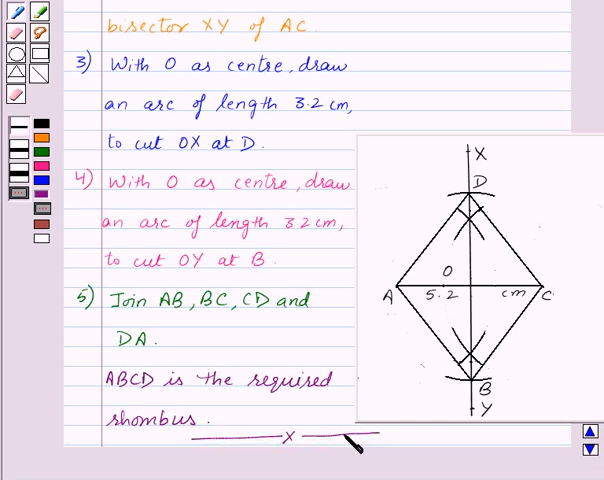 bisector XY of AC.
3) With O as centre, draw
an arc of length 3.2 cm,
to cut OX at D.
4) With O as centre, draw
an arc of length 3.2 cm,
to cut OY at B.
5) Join AB, BC, CD and
DA.
ABCD is the required
rhombus.
x
X
D
O
A 5.2 cm C
B
Y